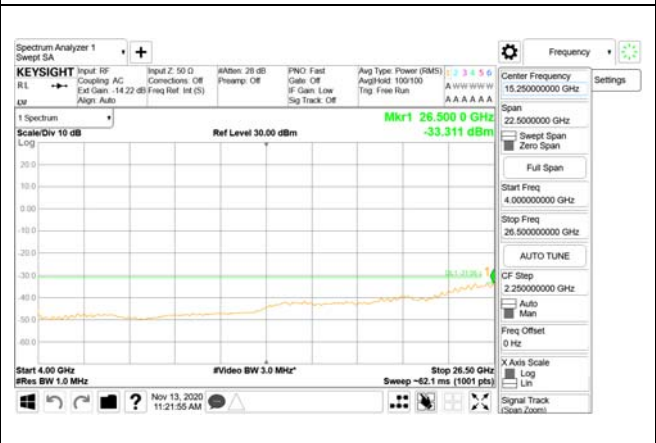 Spectrum Analyzer 1
Swept SA
+
Frequency
KEYSIGHT
RL
Input: RF
Coupling: AC
Ext Gain: -14.22 dB
Align: Auto
Input Z: 50 Ω
Corrections: Off
Freq Ref: Int (S)
#Atten: 28 dB
Preamp: Off
PNO: Fast
Gate: Off
IF Gain: Low
Sig Track: Off
Avg Type: Power (RMS)
Avg|Hold: 100/100
Trig: Free Run
1 2 3 4 5 6
A W W W W W
A A A A A A
Center Frequency
15.250000000 GHz
Settings
Span
22.5000000 GHz
Swept Span
Zero Span
Full Span
Start Freq
4.000000000 GHz
Stop Freq
26.500000000 GHz
AUTO TUNE
CF Step
2.250000000 GHz
Auto
Man
Freq Offset
0 Hz
X Axis Scale
Log
Lin
Signal Track
(Span Zoom)
1 Spectrum
Scale/Div 10 dB
Log
Ref Level 30.00 dBm
Mkr1 26.500 0 GHz
-33.311 dBm
20.0
10.0
0.00
-10.0
-20.0
-30.0
-40.0
-50.0
-60.0
1
Start 4.00 GHz
#Res BW 1.0 MHz
#Video BW 3.0 MHz*
Stop 26.50 GHz
Sweep ~62.1 ms (1001 pts)
?
Nov 13, 2020
11:21:55 AM